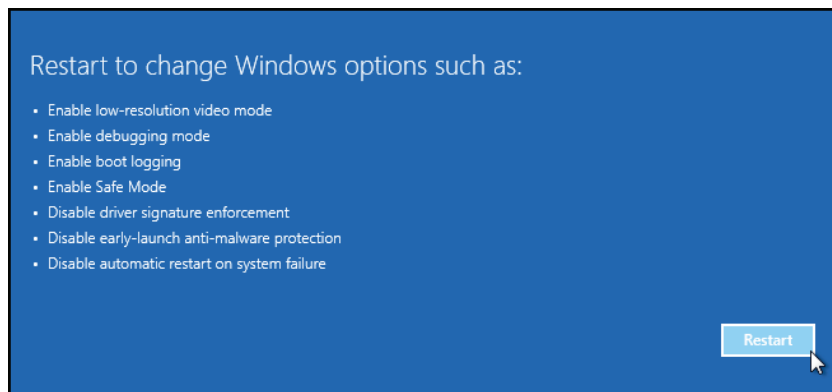 Restart to change Windows options such as:
• Enable low-resolution video mode
• Enable debugging mode
• Enable boot logging
• Enable Safe Mode
• Disable driver signature enforcement
• Disable early-launch anti-malware protection
• Disable automatic restart on system failure
Restart